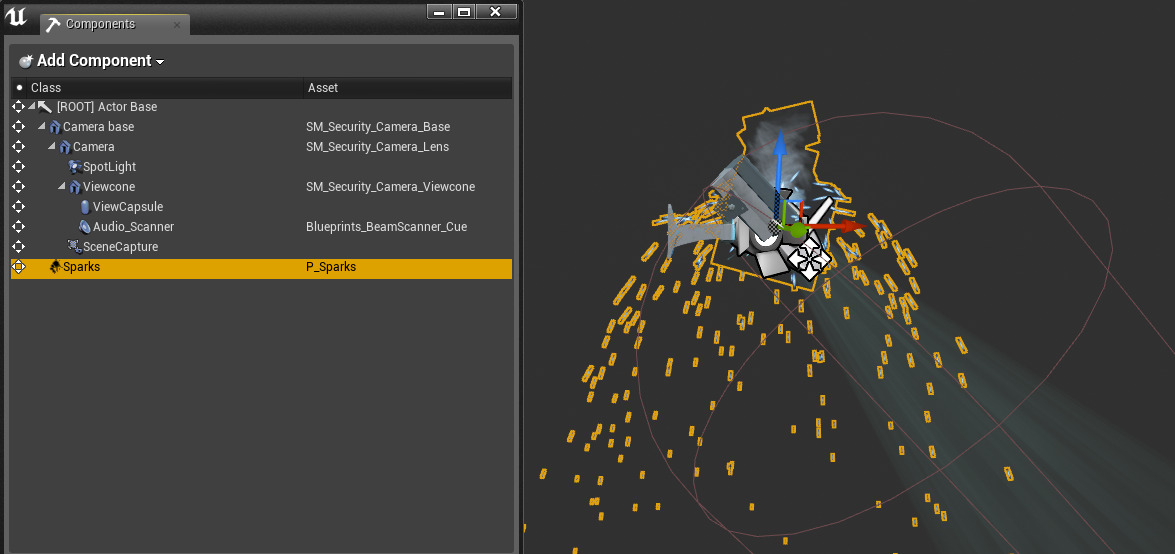 Components
Add Component
Class Asset
[ROOT] Actor Base
Camera base SM_Security_Camera_Base
Camera SM_Security_Camera_Lens
SpotLight
Viewcone SM_Security_Camera_Viewcone
ViewCapsule
Audio_Scanner Blueprints_BeamScanner_Cue
SceneCapture
Sparks P_Sparks